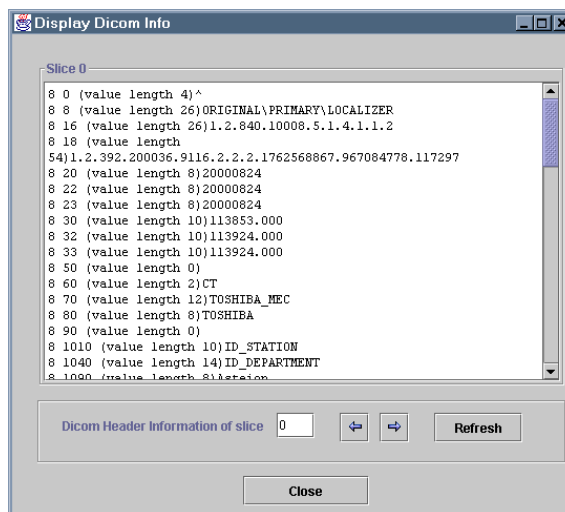 Display Dicom Info
Slice 0
8 0 (value length 4)^
8 8 (value length 26)ORIGINAL\PRIMARY\LOCALIZER
8 16 (value length 26)1.2.840.10008.5.1.4.1.1.2
8 18 (value length
54)1.2.392.200036.9116.2.2.2.1762568867.967084778.117297
8 20 (value length 8)20000824
8 22 (value length 8)20000824
8 23 (value length 8)20000824
8 30 (value length 10)113853.000
8 32 (value length 10)113924.000
8 33 (value length 10)113924.000
8 50 (value length 0)
8 60 (value length 2)CT
8 70 (value length 12)TOSHIBA_MEC
8 80 (value length 8)TOSHIBA
8 90 (value length 0)
8 1010 (value length 10)ID_STATION
8 1040 (value length 14)ID_DEPARTMENT
8 1090 (value length 8)Asteion
Dicom Header Information of slice 0 Refresh
Close